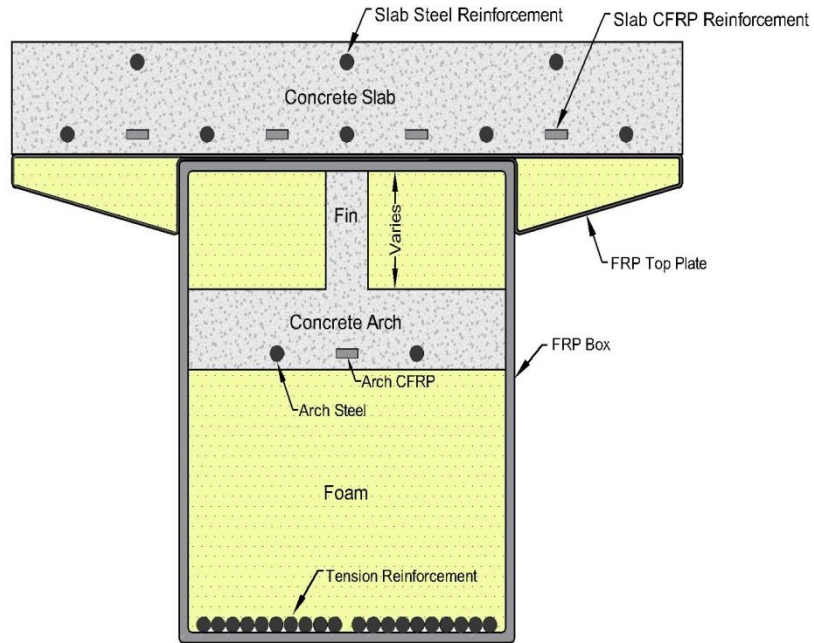 Slab Steel Reinforcement
Slab CFRP Reinforcement
Concrete Slab
Fin
Varies
FRP Top Plate
Concrete Arch
FRP Box
Arch CFRP
Arch Steel
Foam
Tension Reinforcement